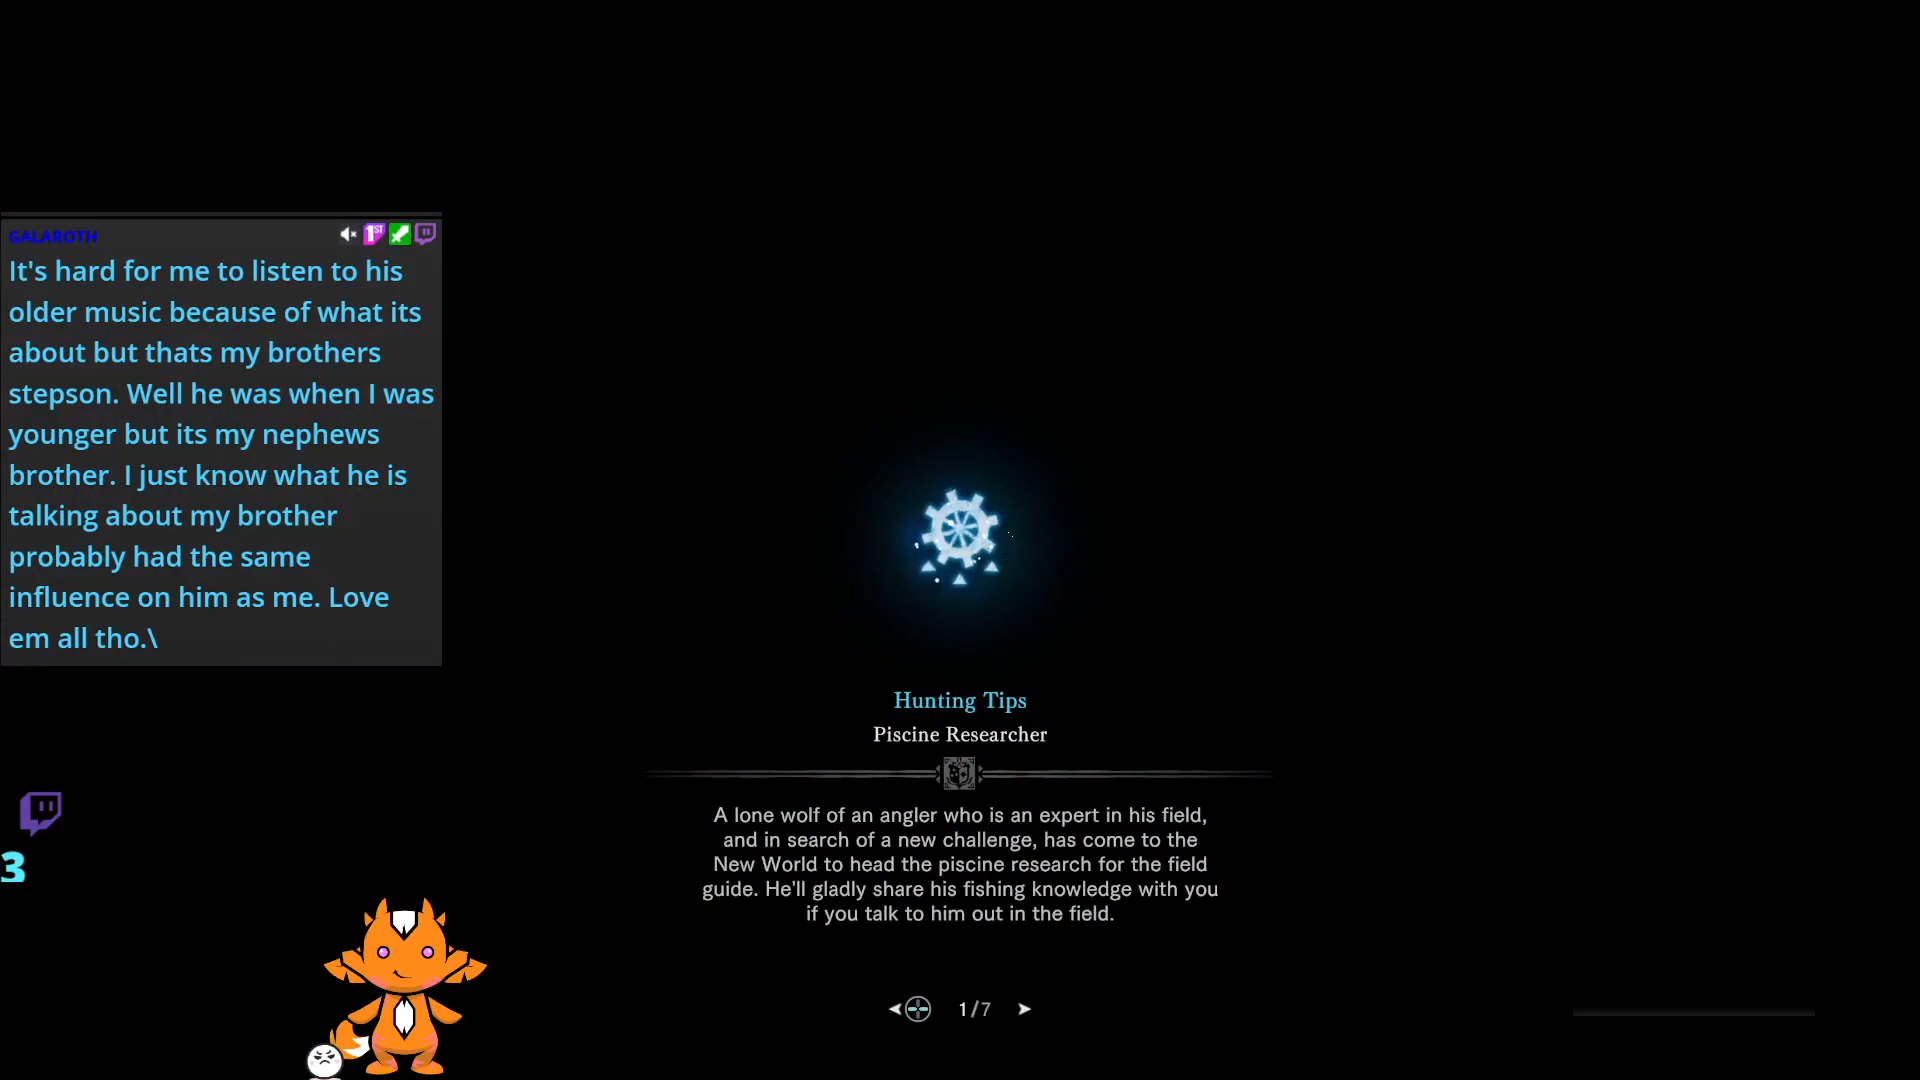 GALAROTH
1ST
It's hard for me to listen to his
older music because of what its
about but thats my brothers
stepson. Well he was when I was
younger but its my nephews
brother. I just know what he is
talking about my brother
probably had the same
influence on him as me. Love
em all tho.\
3
Hunting Tips
Piscine Researcher
A lone wolf of an angler who is an expert in his field,
and in search of a new challenge, has come to the
New World to head the piscine research for the field
guide. He'll gladly share his fishing knowledge with you
if you talk to him out in the field.
1/7